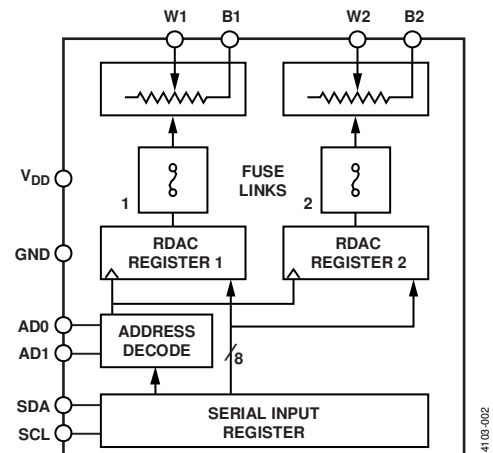 W1 B1 W2 B2
VDD
FUSE
LINKS
1
2
GND
RDAC
REGISTER 1
RDAC
REGISTER 2
AD0
AD1
ADDRESS
DECODE
8
SDA
SCL
SERIAL INPUT
REGISTER
4103-002